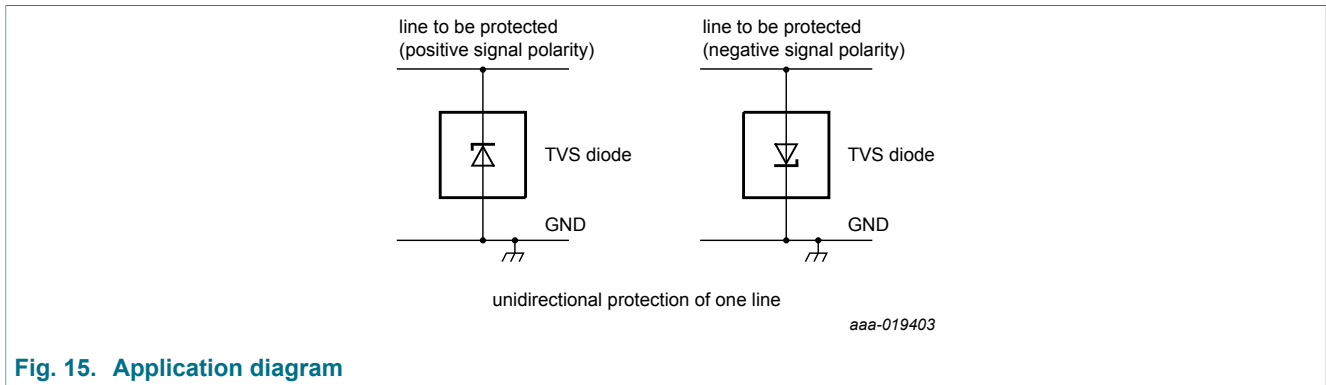 line to be protected
(positive signal polarity)
TVS diode
GND
line to be protected
(negative signal polarity)
TVS diode
GND
unidirectional protection of one line
aaa-019403
Fig. 15. Application diagram